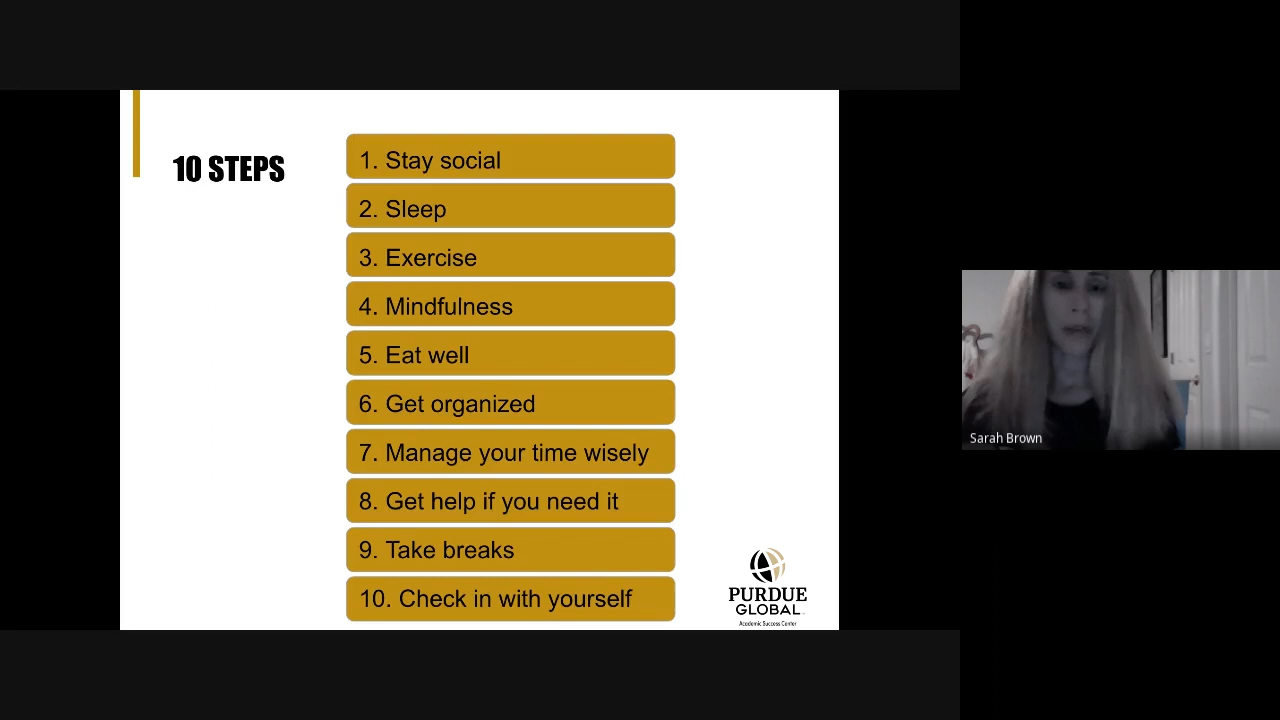 10 STEPS
1. Stay social
2. Sleep
3. Exercise
4. Mindfulness
5. Eat well
6. Get organized
7. Manage your time wisely
8. Get help if you need it
9. Take breaks
10. Check in with yourself
PURDUE
GLOBAL
Academic Success Center
Sarah Brown